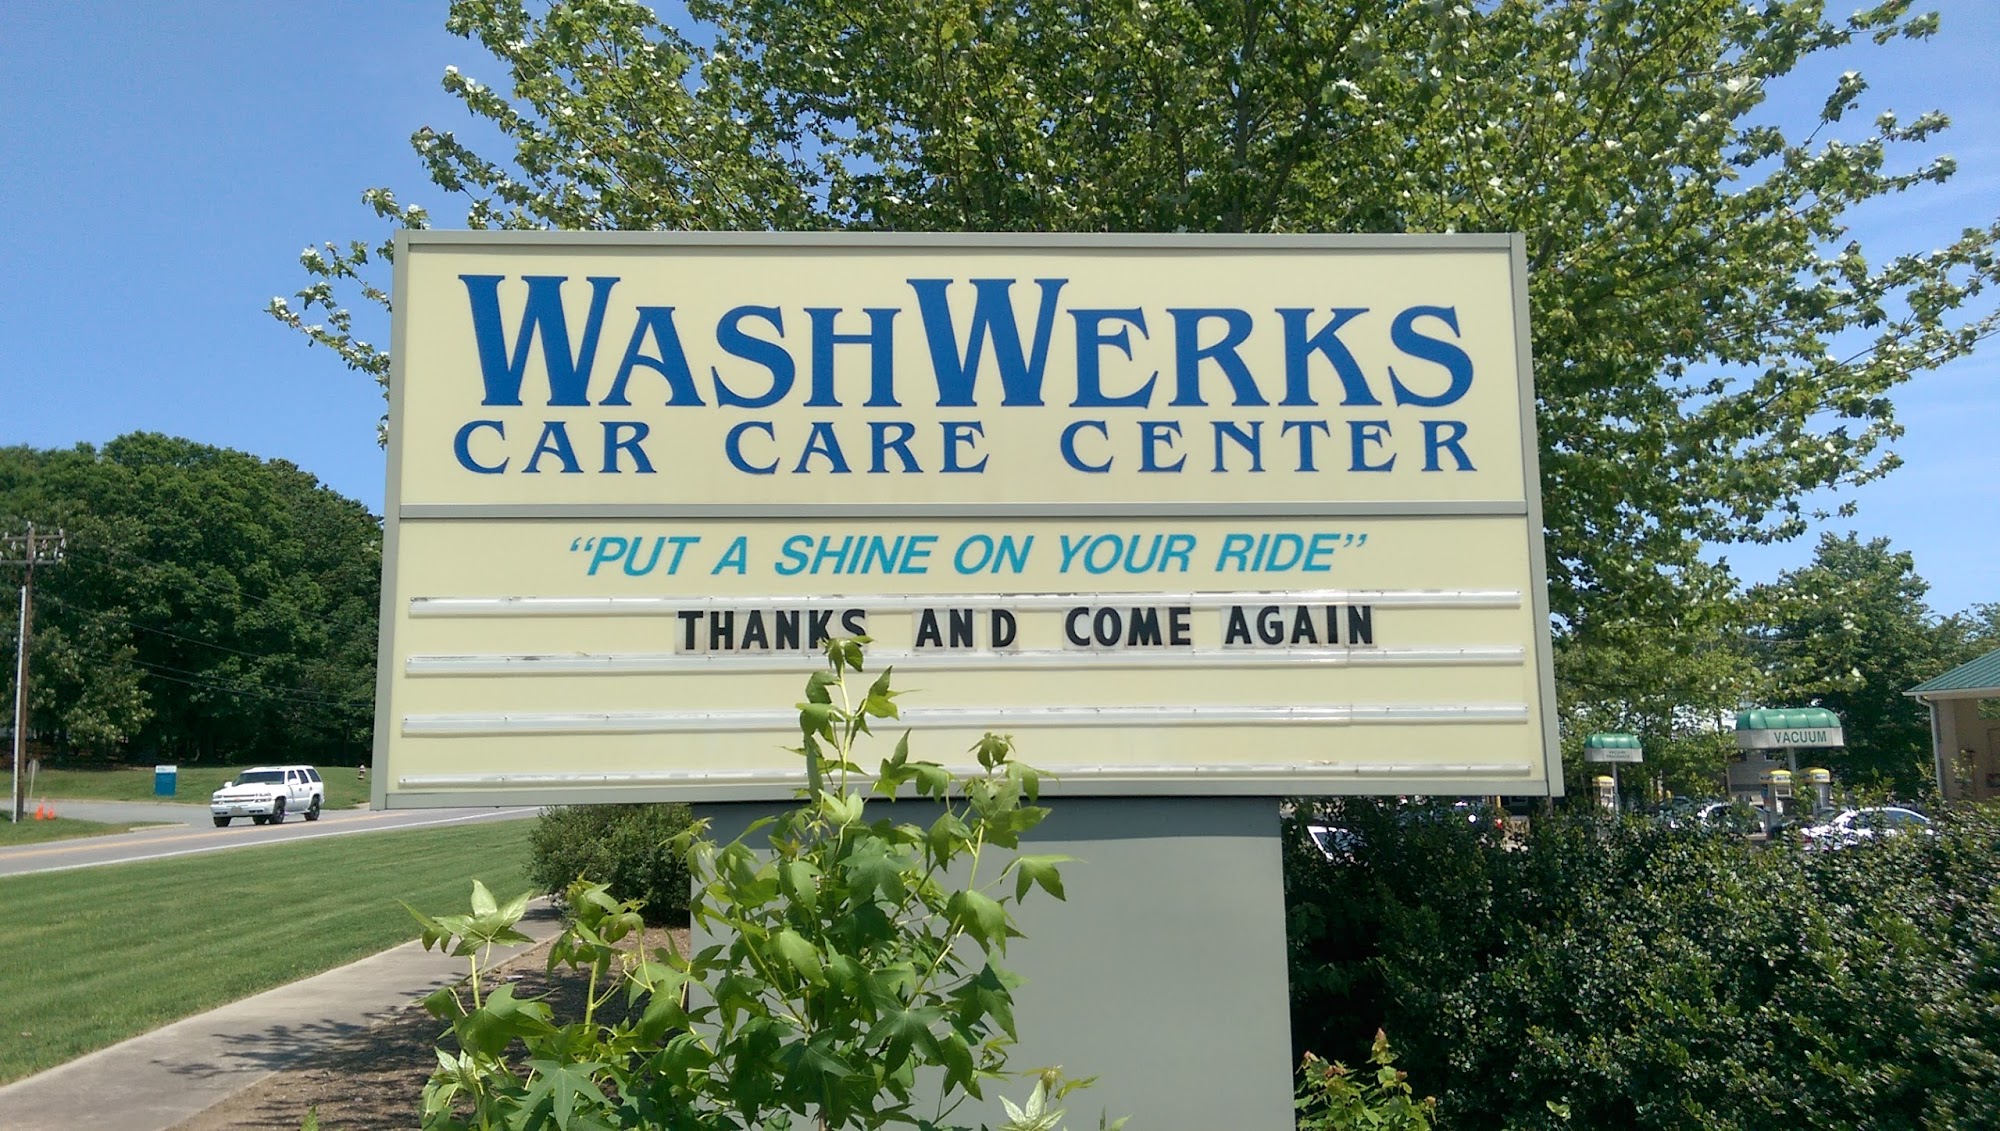 WASHWERKS
CAR CARE CENTER
“PUT A SHINE ON YOUR RIDE”
THANKS AND COME AGAIN
VACUUM